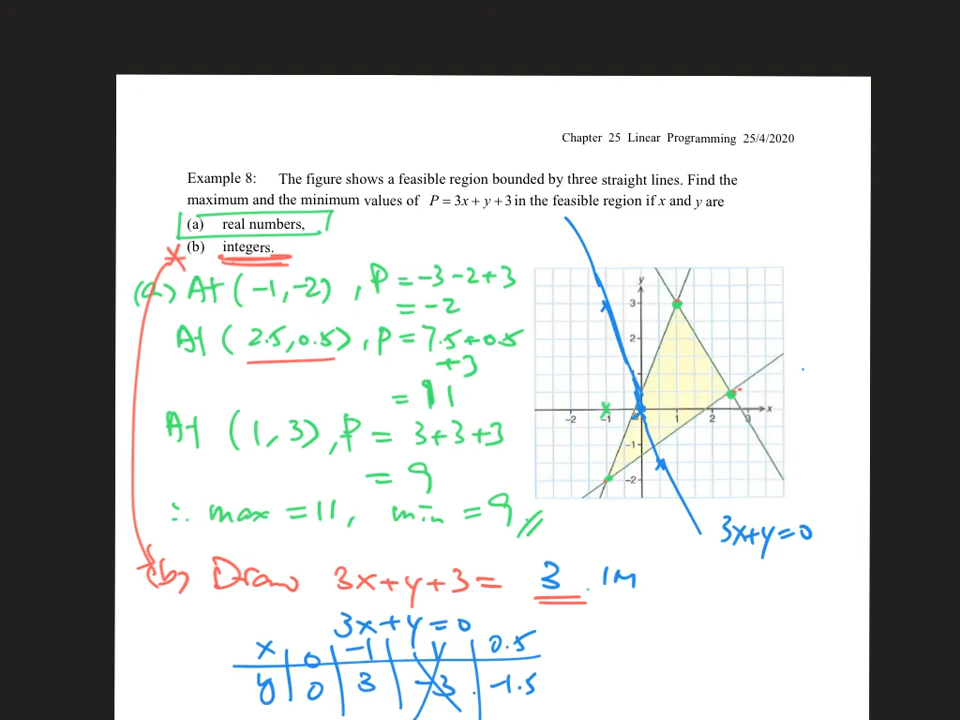 Chapter 25 Linear Programming 25/4/2020
Example 8: The figure shows a feasible region bounded by three straight lines. Find the
maximum and the minimum values of P = 3x + y + 3 in the feasible region if x and y are
(a) real numbers,
(b) integers.
(a) At (-1,-2), P = -3-2+3
= -2
At (2.5,0.5), P = 7.5+0.5
+3
= 11
At (1,3), P = 3+3+3
= 9
∴ max = 11, min = 9 //
y
3
2
-2 -1 1 2 3 x
-1
-2
3x+y=0
(b) Draw 3x+y+3 = 3. 1M
3x+y=0
x | 0 | -1 | | 0.5
y | 0 | 3 | -3 | -1.5